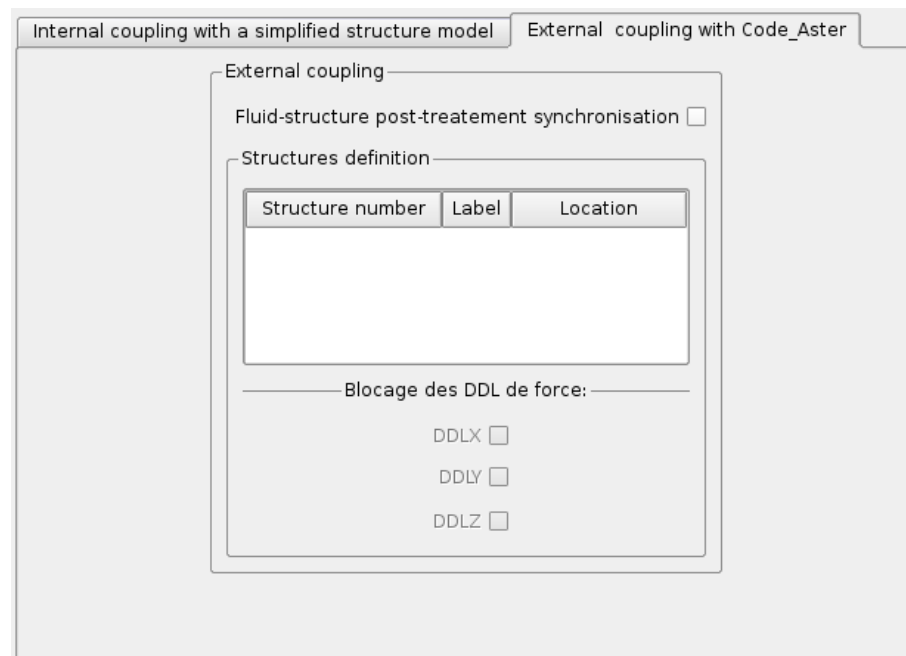 Internal coupling with a simplified structure model External coupling with Code_Aster
External coupling
Fluid-structure post-treatement synchronisation
Structures definition
Structure number Label Location
Blocage des DDL de force:
DDLX
DDLY
DDLZ